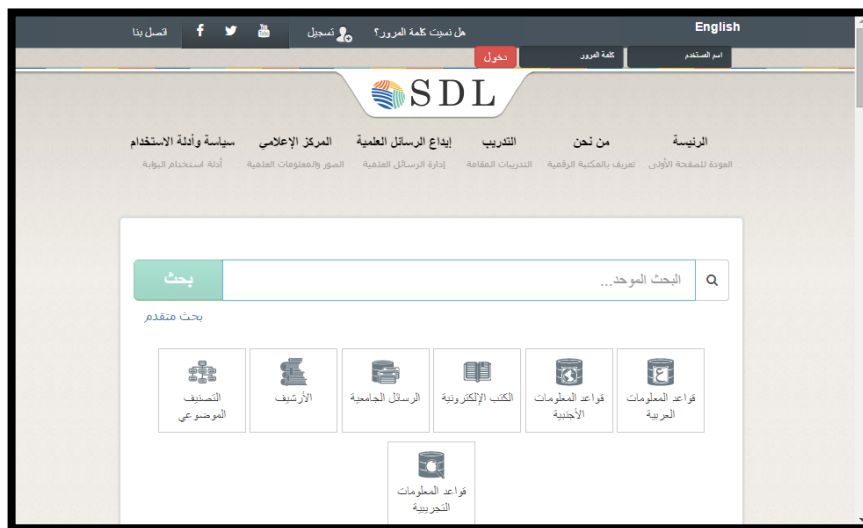 English
هل نسيت كلمة المرور؟ تسجيل You Tube f اتصل بنا
اسم المستخدم كلمة المرور دخول
SDL
الرئيسة من نحن التدريب إيداع الرسائل العلمية المركز الإعلامي سياسة وأدلة الاستخدام
العودة للصفحة الأولى تعريف بالمكتبة الرقمية التدريبات المقامة إدارة الرسائل العلمية الصور والمعلومات العلمية أدلة استخدام البوابة
البحث الموحد... بحث
بحث متقدم
قواعد المعلومات العربية
قواعد المعلومات الأجنبية
الكتب الإلكترونية
الرسائل الجامعية
الأرشيف
التصنيف الموضوعي
قواعد المعلومات
التجريبية